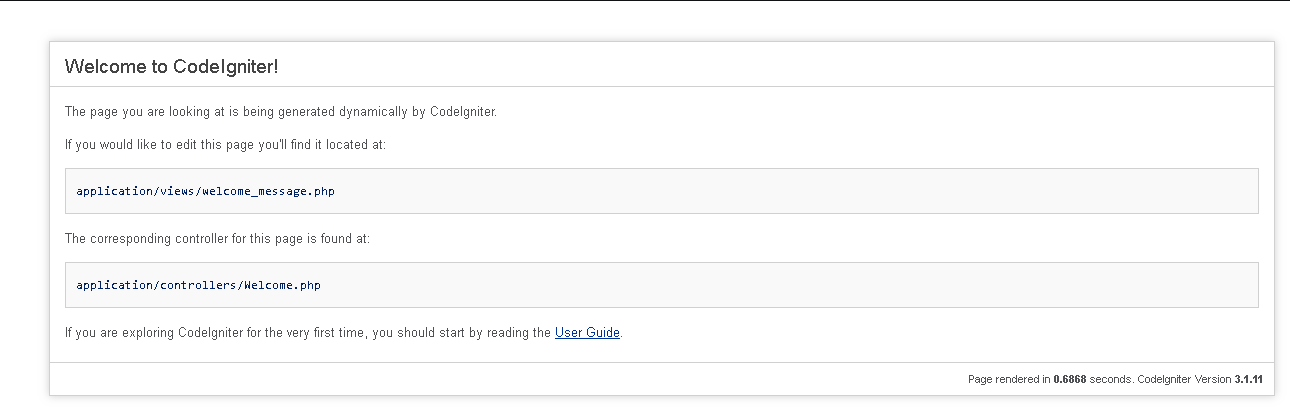 Welcome to CodeIgniter!
The page you are looking at is being generated dynamically by CodeIgniter.
If you would like to edit this page you'll find it located at:
application/views/welcome_message.php
The corresponding controller for this page is found at:
application/controllers/Welcome.php
If you are exploring CodeIgniter for the very first time, you should start by reading the User Guide.
Page rendered in 0.6868 seconds. CodeIgniter Version 3.1.11